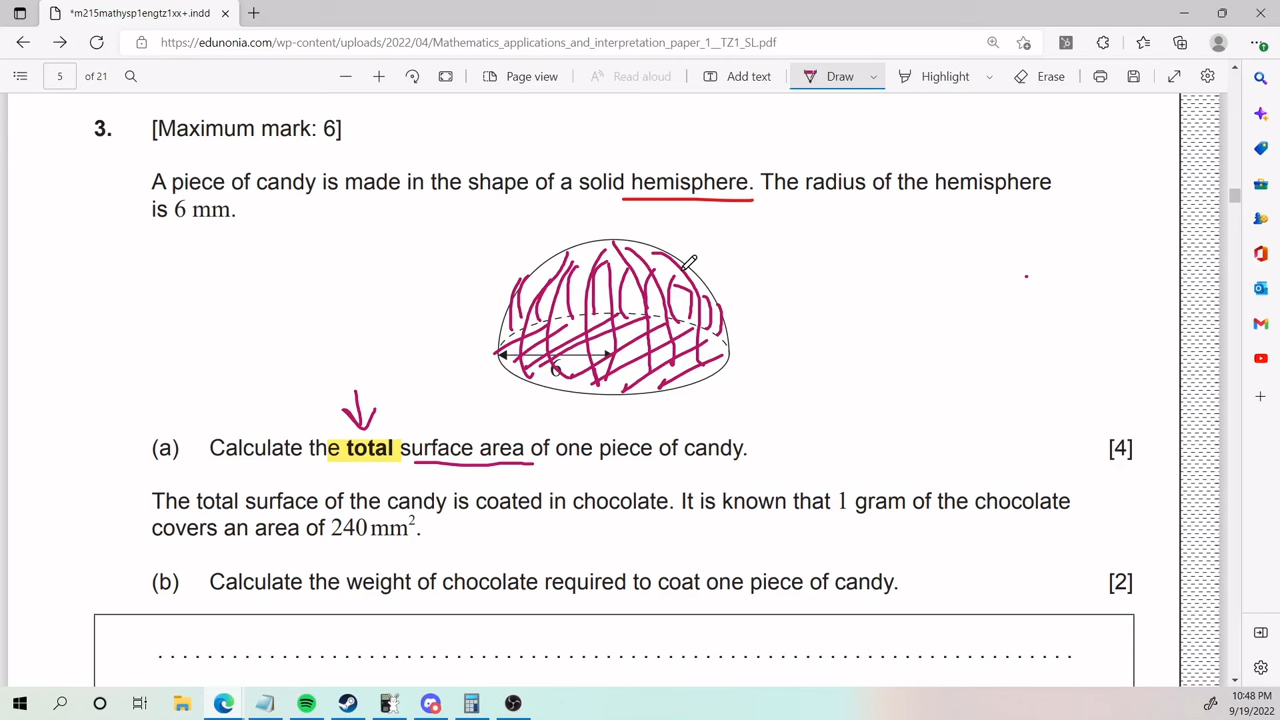 *m215mathysp1engtz1xx+.indd
https://edunonia.com/wp-content/uploads/2022/04/Mathematics_applications_and_interpretation_paper_1__TZ1_SL.pdf
5 of 21 Page view Read aloud Add text Draw Highlight Erase
3. [Maximum mark: 6]
A piece of candy is made in the shape of a solid hemisphere. The radius of the hemisphere
is 6 mm.
6
(a) Calculate the total surface area of one piece of candy. [4]
The total surface of the candy is coated in chocolate. It is known that 1 gram of the chocolate
covers an area of 240 mm².
(b) Calculate the weight of chocolate required to coat one piece of candy. [2]
10:48 PM
9/19/2022